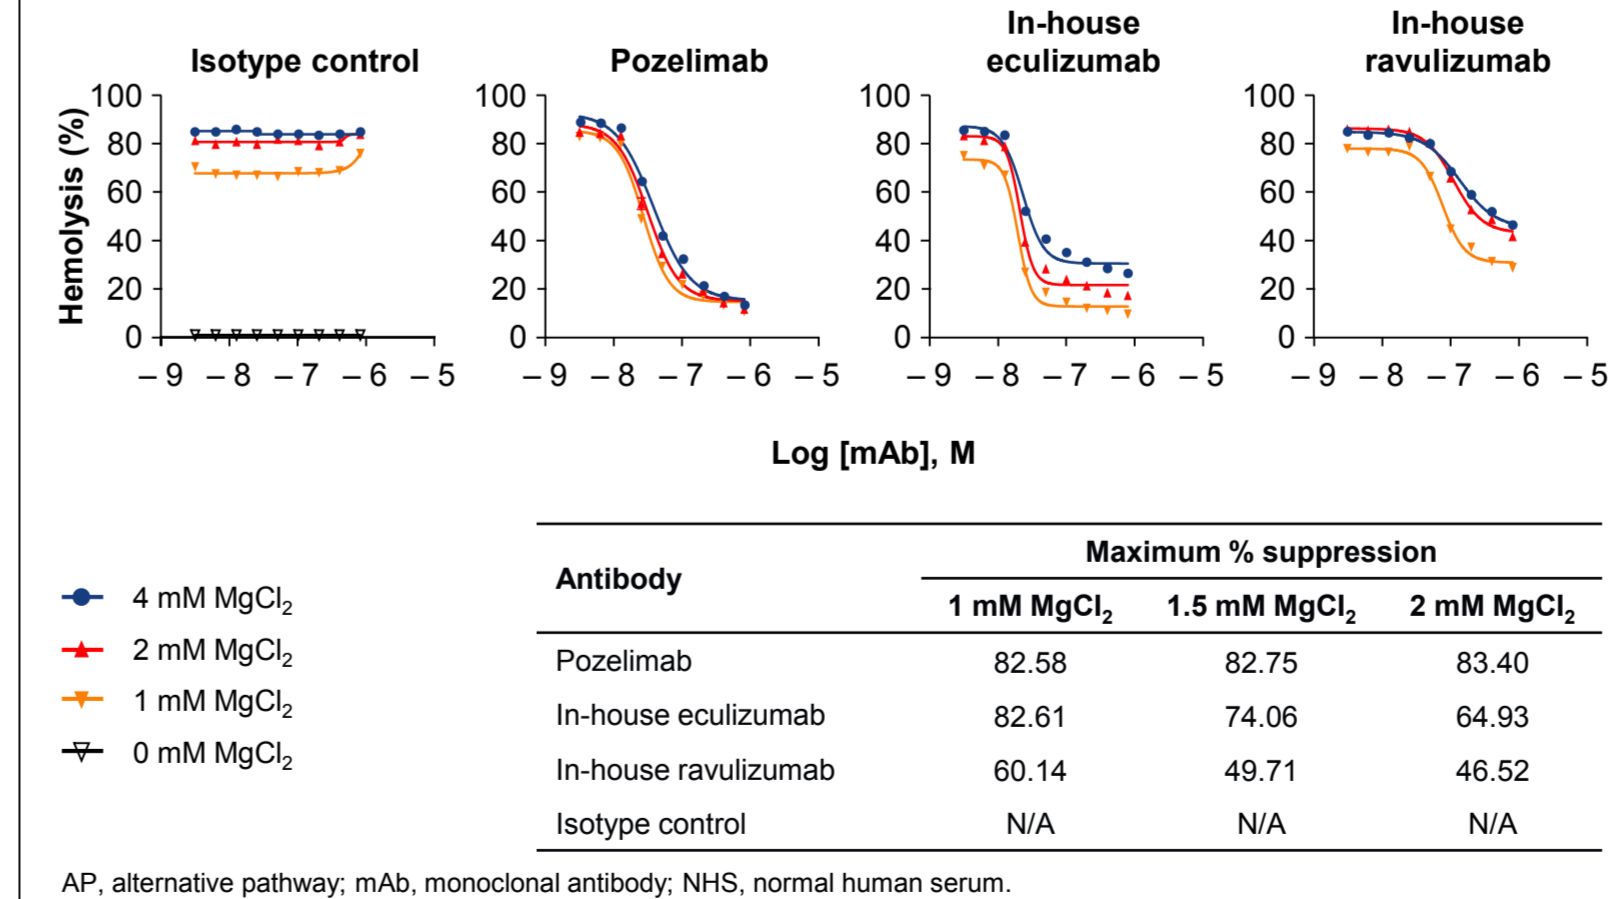 Isotype control
Pozelimab
In-house
eculizumab
In-house
ravulizumab
Hemolysis (%)
100
80
60
40
20
0
– 9 – 8 – 7 – 6 – 5
100
80
60
40
20
0
– 9 – 8 – 7 – 6 – 5
100
80
60
40
20
0
– 9 – 8 – 7 – 6 – 5
100
80
60
40
20
0
– 9 – 8 – 7 – 6 – 5
Log [mAb], M
4 mM MgCl₂
2 mM MgCl₂
1 mM MgCl₂
0 mM MgCl₂
Antibody
Maximum % suppression
1 mM MgCl₂ 1.5 mM MgCl₂ 2 mM MgCl₂
Pozelimab 82.58 82.75 83.40
In-house eculizumab 82.61 74.06 64.93
In-house ravulizumab 60.14 49.71 46.52
Isotype control N/A N/A N/A
AP, alternative pathway; mAb, monoclonal antibody; NHS, normal human serum.